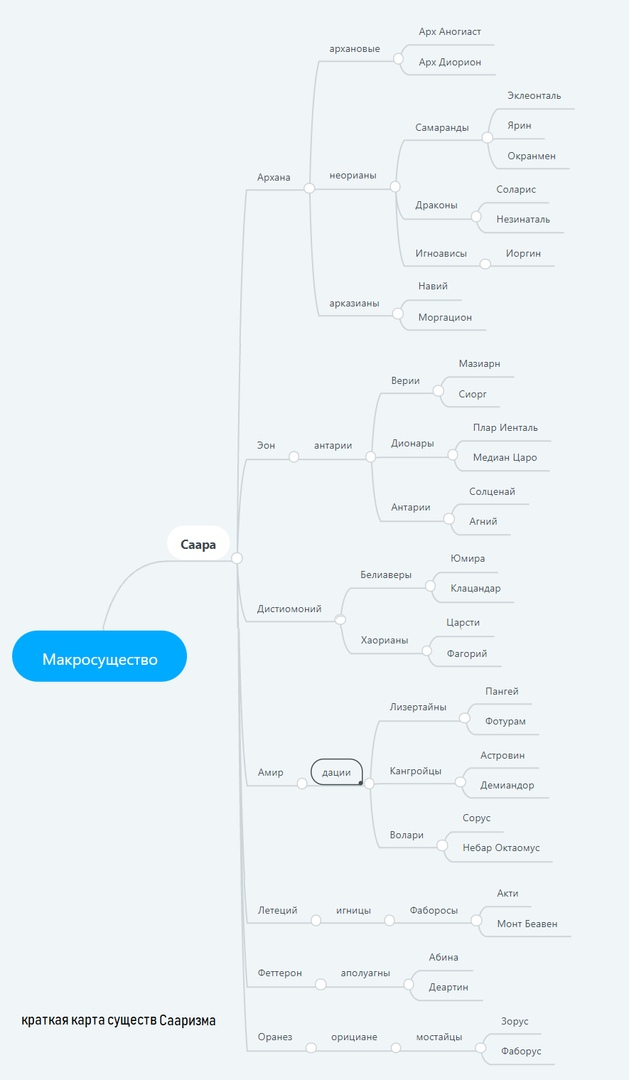 Арх Аногиаст
архановые
Арх Диорион
Эклеонталь
Самаранды
Ярин
Окранмен
Архана
неорианы
Соларис
Драконы
Незинаталь
Игноависы
Иоргин
Навий
арказианы
Моргацион
Мазиарн
Верии
Сиорг
Плар Иенталь
Эон
антарии
Дионары
Медиан Царо
Солценай
Антарии
Агний
Саара
Юмира
Белиаверы
Клацандар
Дистиомоний
Царсти
Хаорианы
Фагорий
Макросущество
Пангей
Лизертайны
Фотурам
Астровин
Амир
дации
Кангройцы
Демиандор
Сорус
Волари
Небар Октаомус
Акти
Летеций
игницы
Фаборосы
Монт Беавен
Абина
Феттерон
аполуагны
Деартин
краткая карта существ Сааризма
Зорус
Оранез
орициане
мостайцы
Фаборус